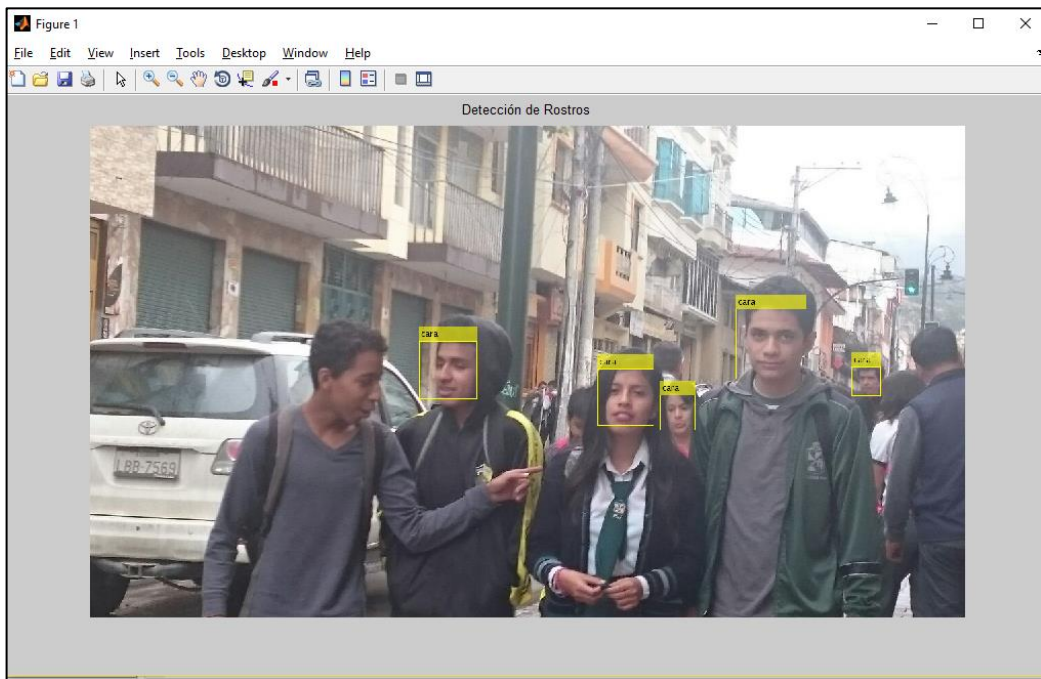 Figure 1
File Edit View Insert Tools Desktop Window Help
Detección de Rostros
cara
cara
cara
cara
cara
LBB-7569